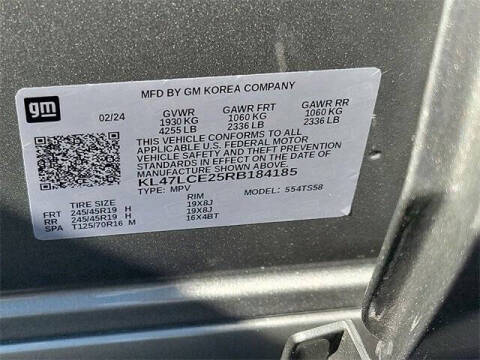 gm
MFD BY GM KOREA COMPANY
02/24 GVWR GAWR FRT GAWR RR
1930 KG 1060 KG 1060 KG
4255 LB 2336 LB 2336 LB
THIS VEHICLE CONFORMS TO ALL
APPLICABLE U.S. FEDERAL MOTOR
VEHICLE SAFETY AND THEFT PREVENTION
STANDARDS IN EFFECT ON THE DATE OF
MANUFACTURE SHOWN ABOVE.
KL47LCE25RB184185
TYPE: MPV MODEL: 554TS58
TIRE SIZE RIM
FRT 245/45R19 H 19X8J
RR 245/45R19 H 19X8J
SPA T125/70R16 M 16X4BT